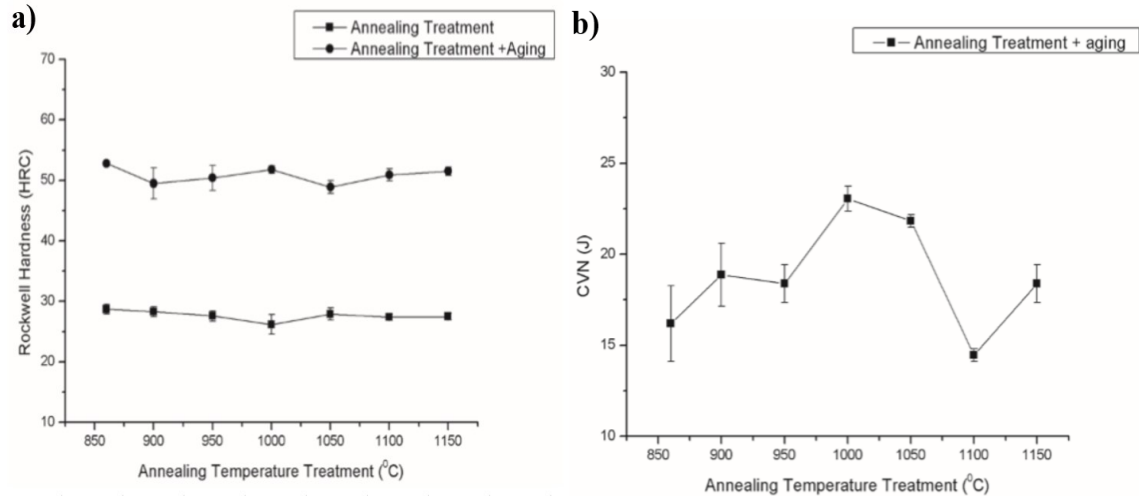 a)
Annealing Treatment
Annealing Treatment +Aging
70
60
50
40
30
20
10
Rockwell Hardness (HRC)
850 900 950 1000 1050 1100 1150
Annealing Temperature Treatment (⁰C)
b)
Annealing Treatment + aging
30
25
20
15
10
CVN (J)
850 900 950 1000 1050 1100 1150
Annealing Temperature Treatment (⁰C)